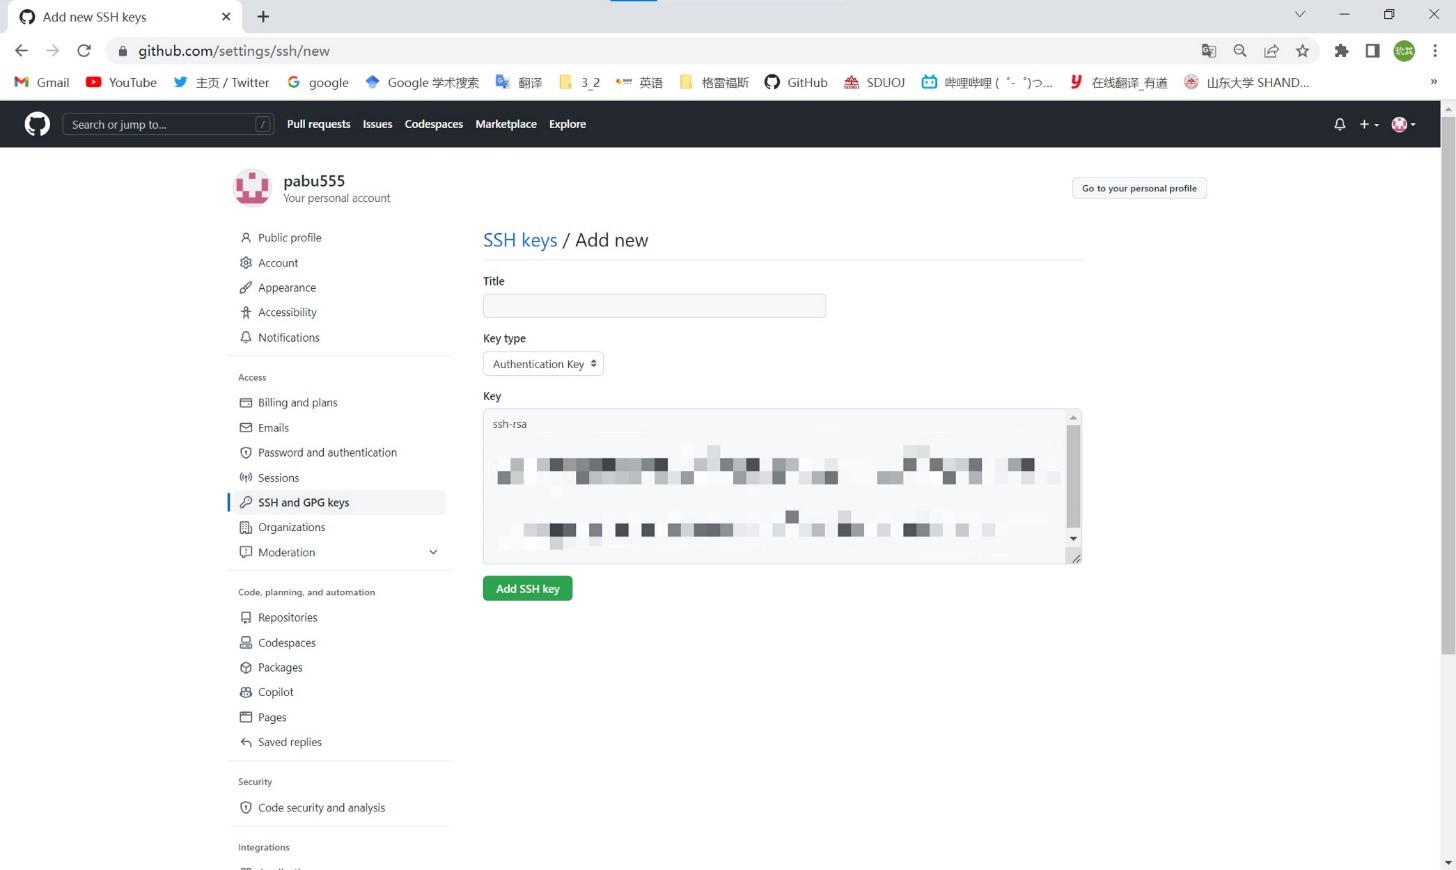 Add new SSH keys
github.com/settings/ssh/new
Gmail YouTube 主页 / Twitter google Google 学术搜索 翻译 3_2 英语 格雷福斯 GitHub SDUOJ 哔哩哔哩 ( ゜- ゜)つ... 在线翻译_有道 山东大学 SHAND... »
Search or jump to... / Pull requests Issues Codespaces Marketplace Explore
pabu555
Your personal account
Go to your personal profile
Public profile
Account
Appearance
Accessibility
Notifications
Access
Billing and plans
Emails
Password and authentication
Sessions
SSH and GPG keys
Organizations
Moderation
Code, planning, and automation
Repositories
Codespaces
Packages
Copilot
Pages
Saved replies
Security
Code security and analysis
Integrations
SSH keys / Add new
Title
Key type
Authentication Key
Key
ssh-rsa
Add SSH key